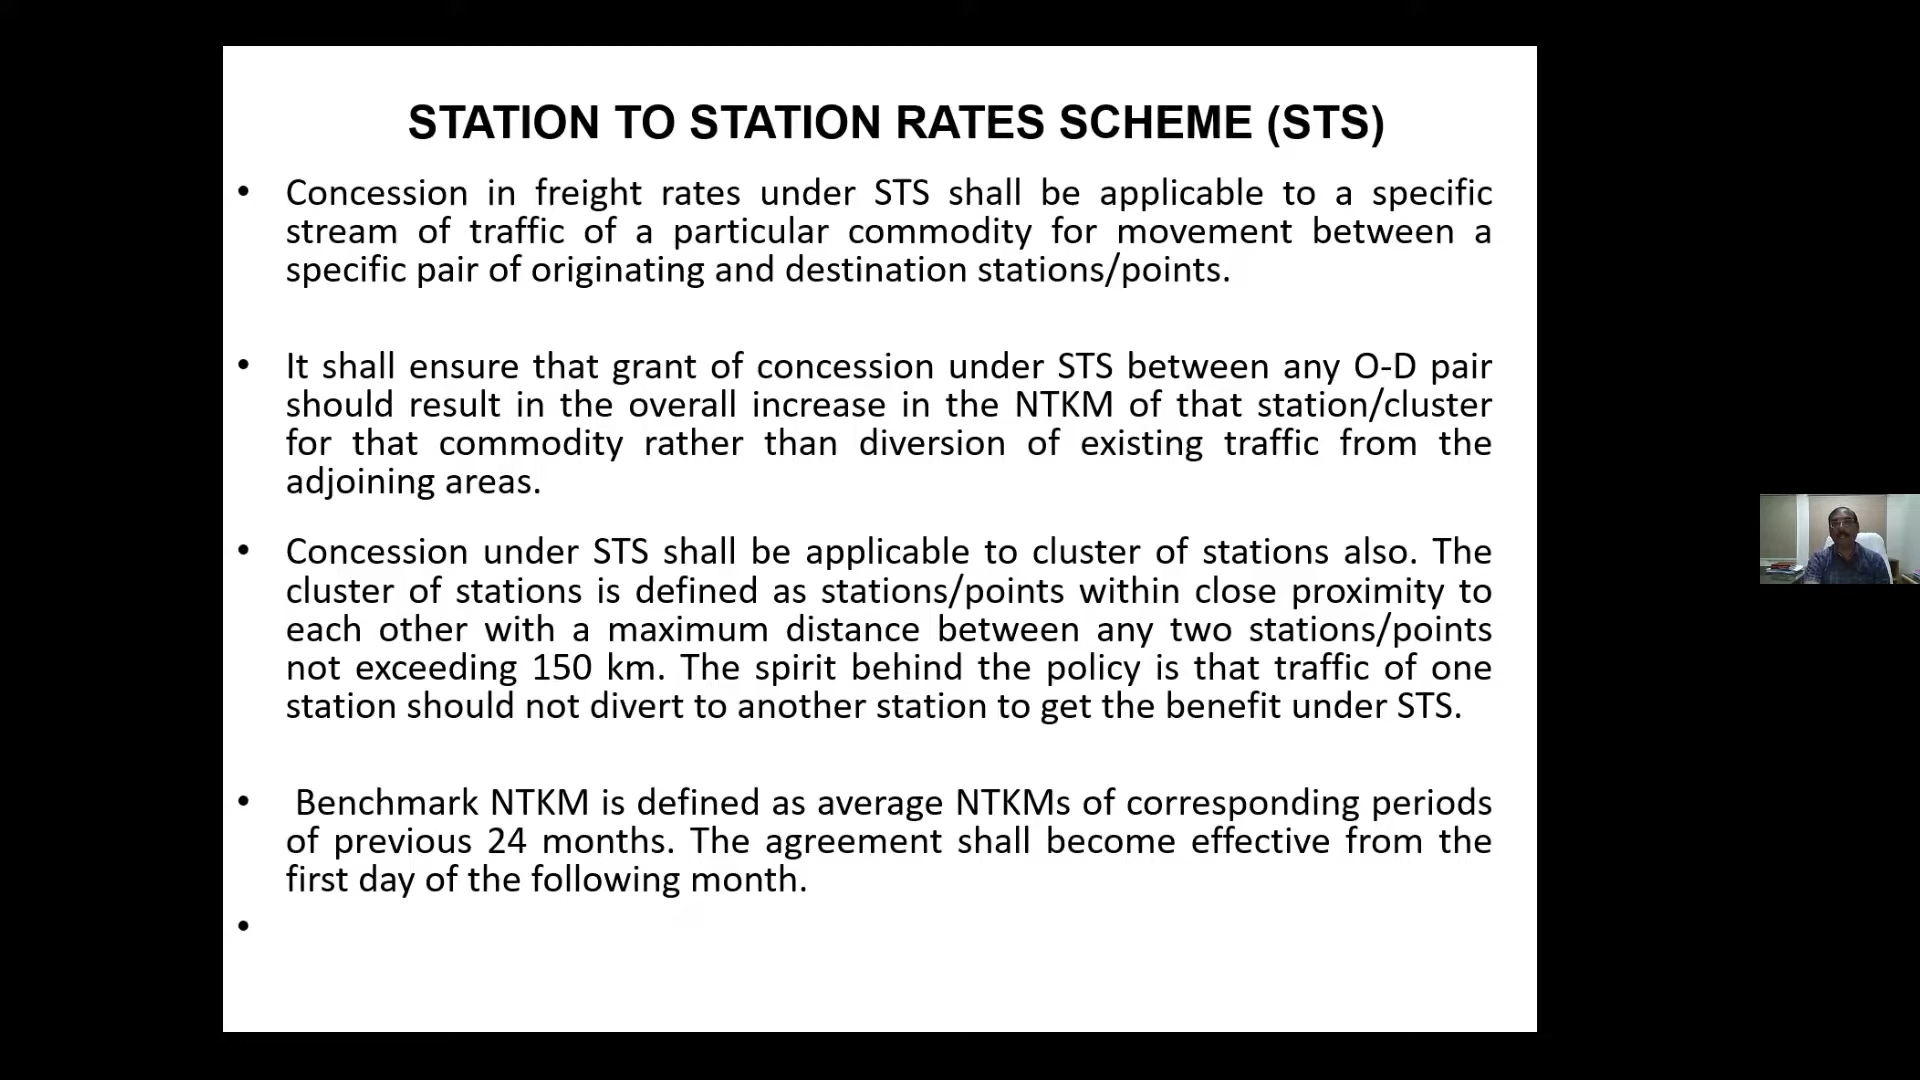 STATION TO STATION RATES SCHEME (STS)
• Concession in freight rates under STS shall be applicable to a specific
stream of traffic of a particular commodity for movement between a
specific pair of originating and destination stations/points.
• It shall ensure that grant of concession under STS between any O-D pair
should result in the overall increase in the NTKM of that station/cluster
for that commodity rather than diversion of existing traffic from the
adjoining areas.
• Concession under STS shall be applicable to cluster of stations also. The
cluster of stations is defined as stations/points within close proximity to
each other with a maximum distance between any two stations/points
not exceeding 150 km. The spirit behind the policy is that traffic of one
station should not divert to another station to get the benefit under STS.
• Benchmark NTKM is defined as average NTKMs of corresponding periods
of previous 24 months. The agreement shall become effective from the
first day of the following month.
•